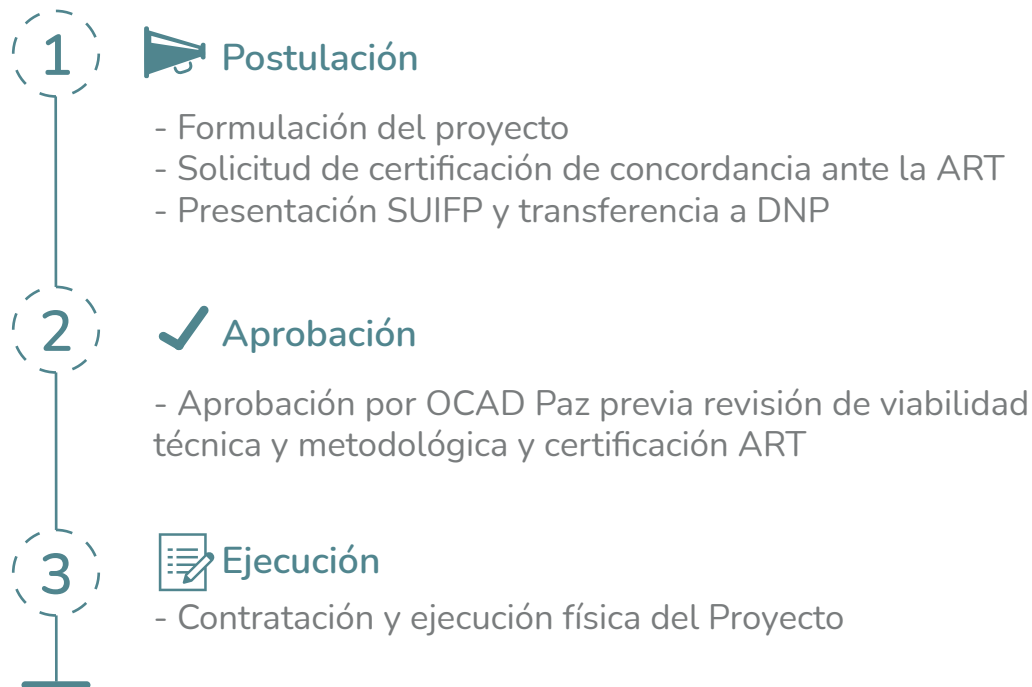 1
Postulación
- Formulación del proyecto
- Solicitud de certificación de concordancia ante la ART
- Presentación SUIFP y transferencia a DNP
2
Aprobación
- Aprobación por OCAD Paz previa revisión de viabilidad
técnica y metodológica y certificación ART
3
Ejecución
- Contratación y ejecución física del Proyecto